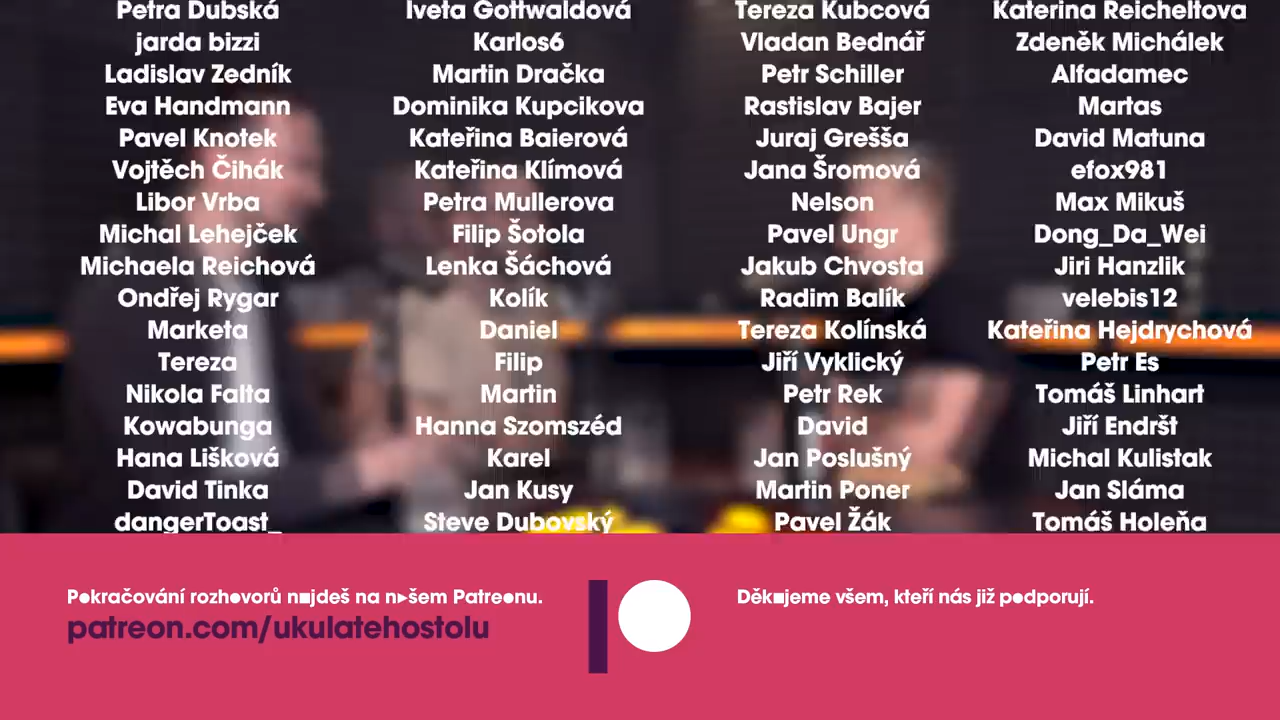 Petra Dubská
jarda bizzi
Ladislav Zedník
Eva Handmann
Pavel Knotek
Vojtěch Čihák
Libor Vrba
Michal Lehejček
Michaela Reichová
Ondřej Rygar
Marketa
Tereza
Nikola Falta
Kowabunga
Hana Lišková
David Tinka
dangerToast_
Iveta Gottwaldová
Karlos6
Martin Dračka
Dominika Kupcikova
Kateřina Baierová
Kateřina Klímová
Petra Mullerova
Filip Šotola
Lenka Šáchová
Kolík
Daniel
Filip
Martin
Hanna Szomszéd
Karel
Jan Kusy
Steve Dubovský
Tereza Kubcová
Vladan Bednář
Petr Schiller
Rastislav Bajer
Juraj Grešša
Jana Šromová
Nelson
Pavel Ungr
Jakub Chvosta
Radim Balík
Tereza Kolínská
Jiří Vyklický
Petr Rek
David
Jan Poslušný
Martin Poner
Pavel Žák
Zdeněk Michálek
Alfadamec
Martas
David Matuna
efox981
Max Mikuš
Dong_Da_Wei
Jiri Hanzlik
velebis12
Kateřina Hejdrychová
Petr Es
Tomáš Linhart
Jiří Endršt
Michal Kulistak
Jan Sláma
Tomáš Holeňa
Pokračování rozhovorů najdeš na našem Patreonu.
patreon.com/ukulatehostolu
Děkujeme všem, kteří nás již podporují.